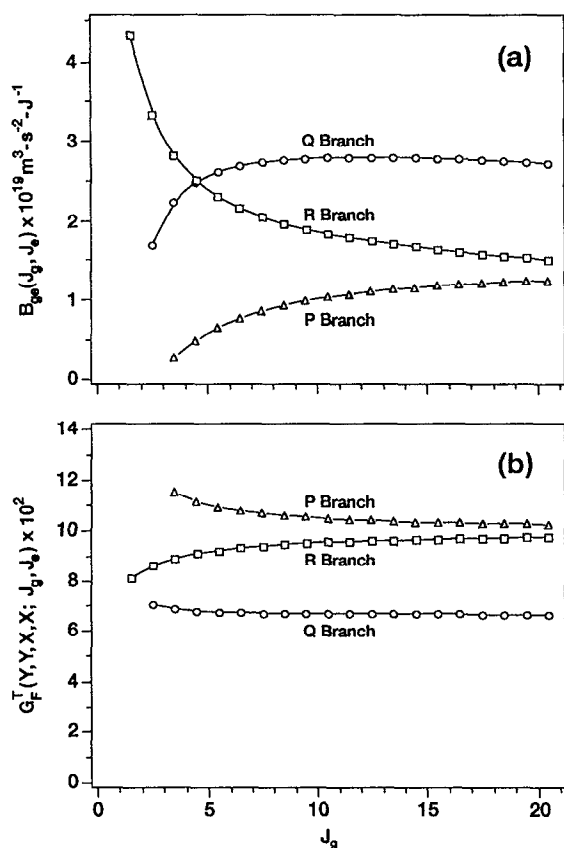 (a)
4
3
2
1
0
B_ge(J_g, J_e) x 10^19 m^3-s^-2-J^-1
Q Branch
R Branch
P Branch
(b)
14
12
10
8
6
4
2
0
G_F^T (Y,Y,X,X; J_g,J_e) x 10^2
P Branch
R Branch
Q Branch
0 5 10 15 20
J_g